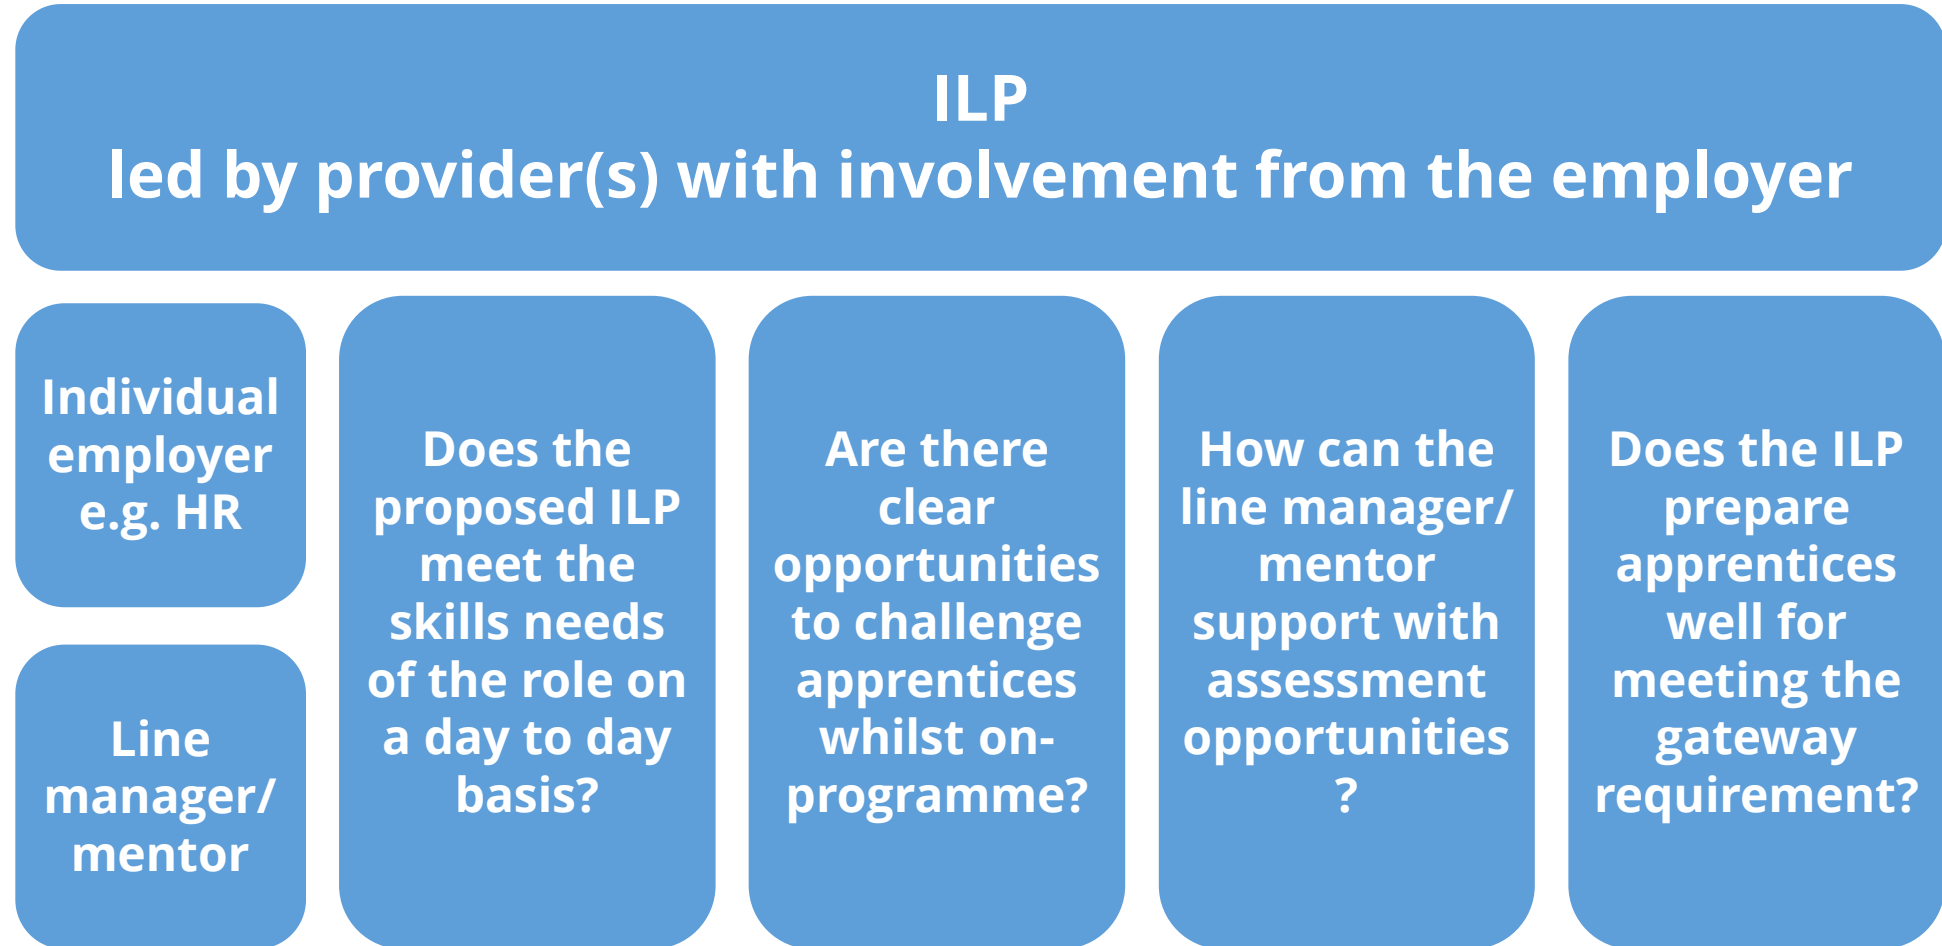 ILP
led by provider(s) with involvement from the employer
Individual
employer
e.g. HR
Line
manager/
mentor
Does the
proposed ILP
meet the
skills needs
of the role on
a day to day
basis?
Are there
clear
opportunities
to challenge
apprentices
whilst on-
programme?
How can the
line manager/
mentor
support with
assessment
opportunities
?
Does the ILP
prepare
apprentices
well for
meeting the
gateway
requirement?